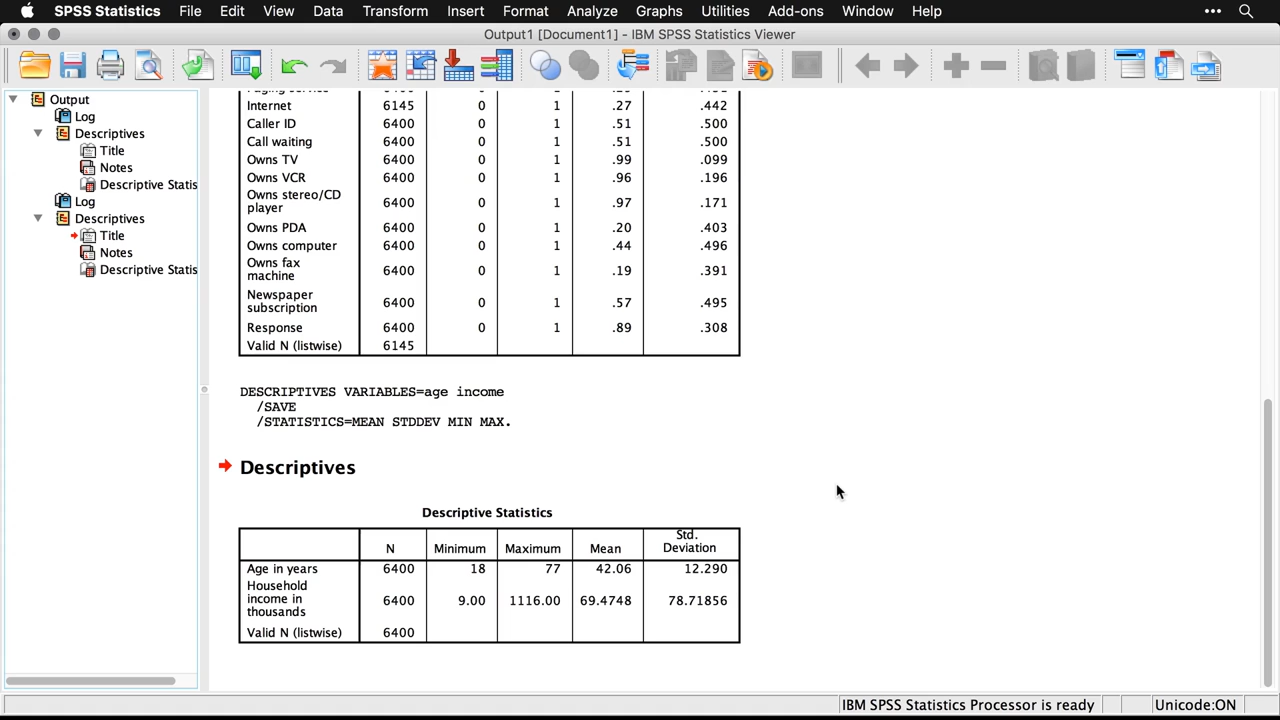 SPSS Statistics File Edit View Data Transform Insert Format Analyze Graphs Utilities Add-ons Window Help
Output1 [Document1] - IBM SPSS Statistics Viewer
Output
Log
Descriptives
Title
Notes
Descriptive Statis
Log
Descriptives
Title
Notes
Descriptive Statis
Internet 6145 0 1 .27 .442
Caller ID 6400 0 1 .51 .500
Call waiting 6400 0 1 .51 .500
Owns TV 6400 0 1 .99 .099
Owns VCR 6400 0 1 .96 .196
Owns stereo/CD
player 6400 0 1 .97 .171
Owns PDA 6400 0 1 .20 .403
Owns computer 6400 0 1 .44 .496
Owns fax
machine 6400 0 1 .19 .391
Newspaper
subscription 6400 0 1 .57 .495
Response 6400 0 1 .89 .308
Valid N (listwise) 6145
DESCRIPTIVES VARIABLES=age income
/SAVE
/STATISTICS=MEAN STDDEV MIN MAX.
Descriptives
Descriptive Statistics
N Minimum Maximum Mean Std.
Deviation
Age in years 6400 18 77 42.06 12.290
Household
income in
thousands 6400 9.00 1116.00 69.4748 78.71856
Valid N (listwise) 6400
IBM SPSS Statistics Processor is ready Unicode:ON